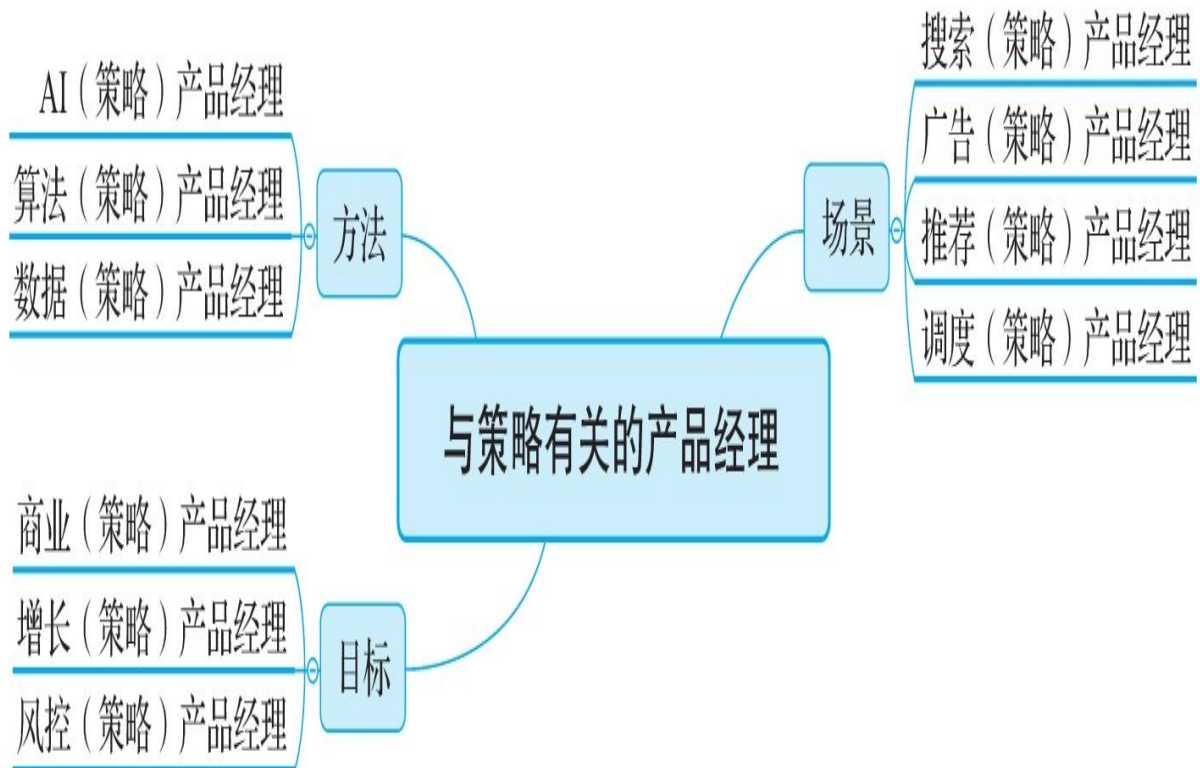 与策略有关的产品经理
方法
AI（策略）产品经理
算法（策略）产品经理
数据（策略）产品经理
目标
商业（策略）产品经理
增长（策略）产品经理
风控（策略）产品经理
场景
搜索（策略）产品经理
广告（策略）产品经理
推荐（策略）产品经理
调度（策略）产品经理